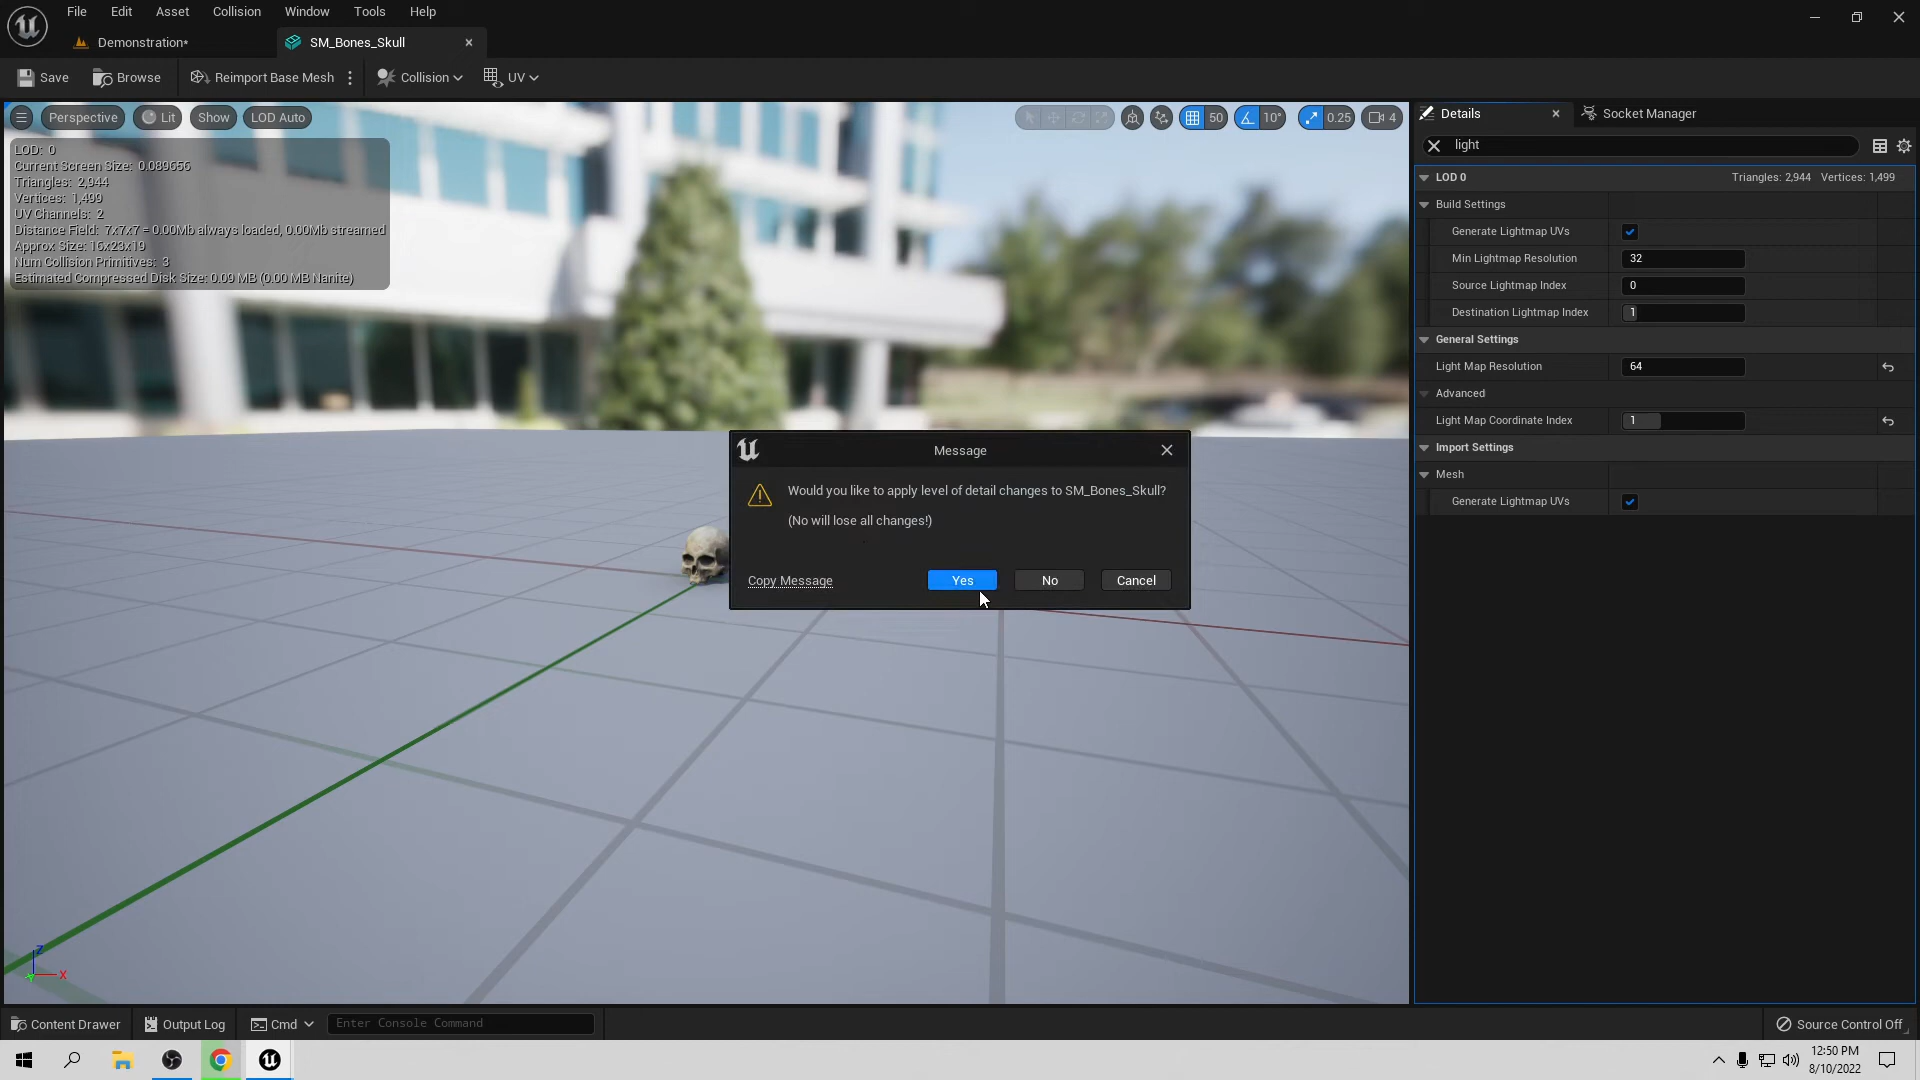 File Edit Asset Collision Window Tools Help
Demonstration*
SM_Bones_Skull
Save Browse Reimport Base Mesh Collision UV
Perspective Lit Show LOD Auto
50 10° 0.25 4
LOD: 0
Current Screen Size: 0.089656
Triangles: 2,944
Vertices: 1,499
UV Channels: 2
Distance Field: 7x7x7 = 0.00Mb always loaded, 0.00Mb streamed
Approx Size: 16x23x19
Num Collision Primitives: 3
Estimated Compressed Disk Size: 0.09 MB (0.00 MB Nanite)
Details
Socket Manager
light
LOD 0 Triangles: 2,944 Vertices: 1,499
Build Settings
Generate Lightmap UVs
Min Lightmap Resolution 32
Source Lightmap Index 0
Destination Lightmap Index 1
General Settings
Light Map Resolution 64
Advanced
Light Map Coordinate Index 1
Import Settings
Mesh
Generate Lightmap UVs
Message
Would you like to apply level of detail changes to SM_Bones_Skull?
(No will lose all changes!)
Copy Message
Yes No Cancel
Z
X
Content Drawer Output Log Cmd Enter Console Command
Source Control Off
12:50 PM
8/10/2022